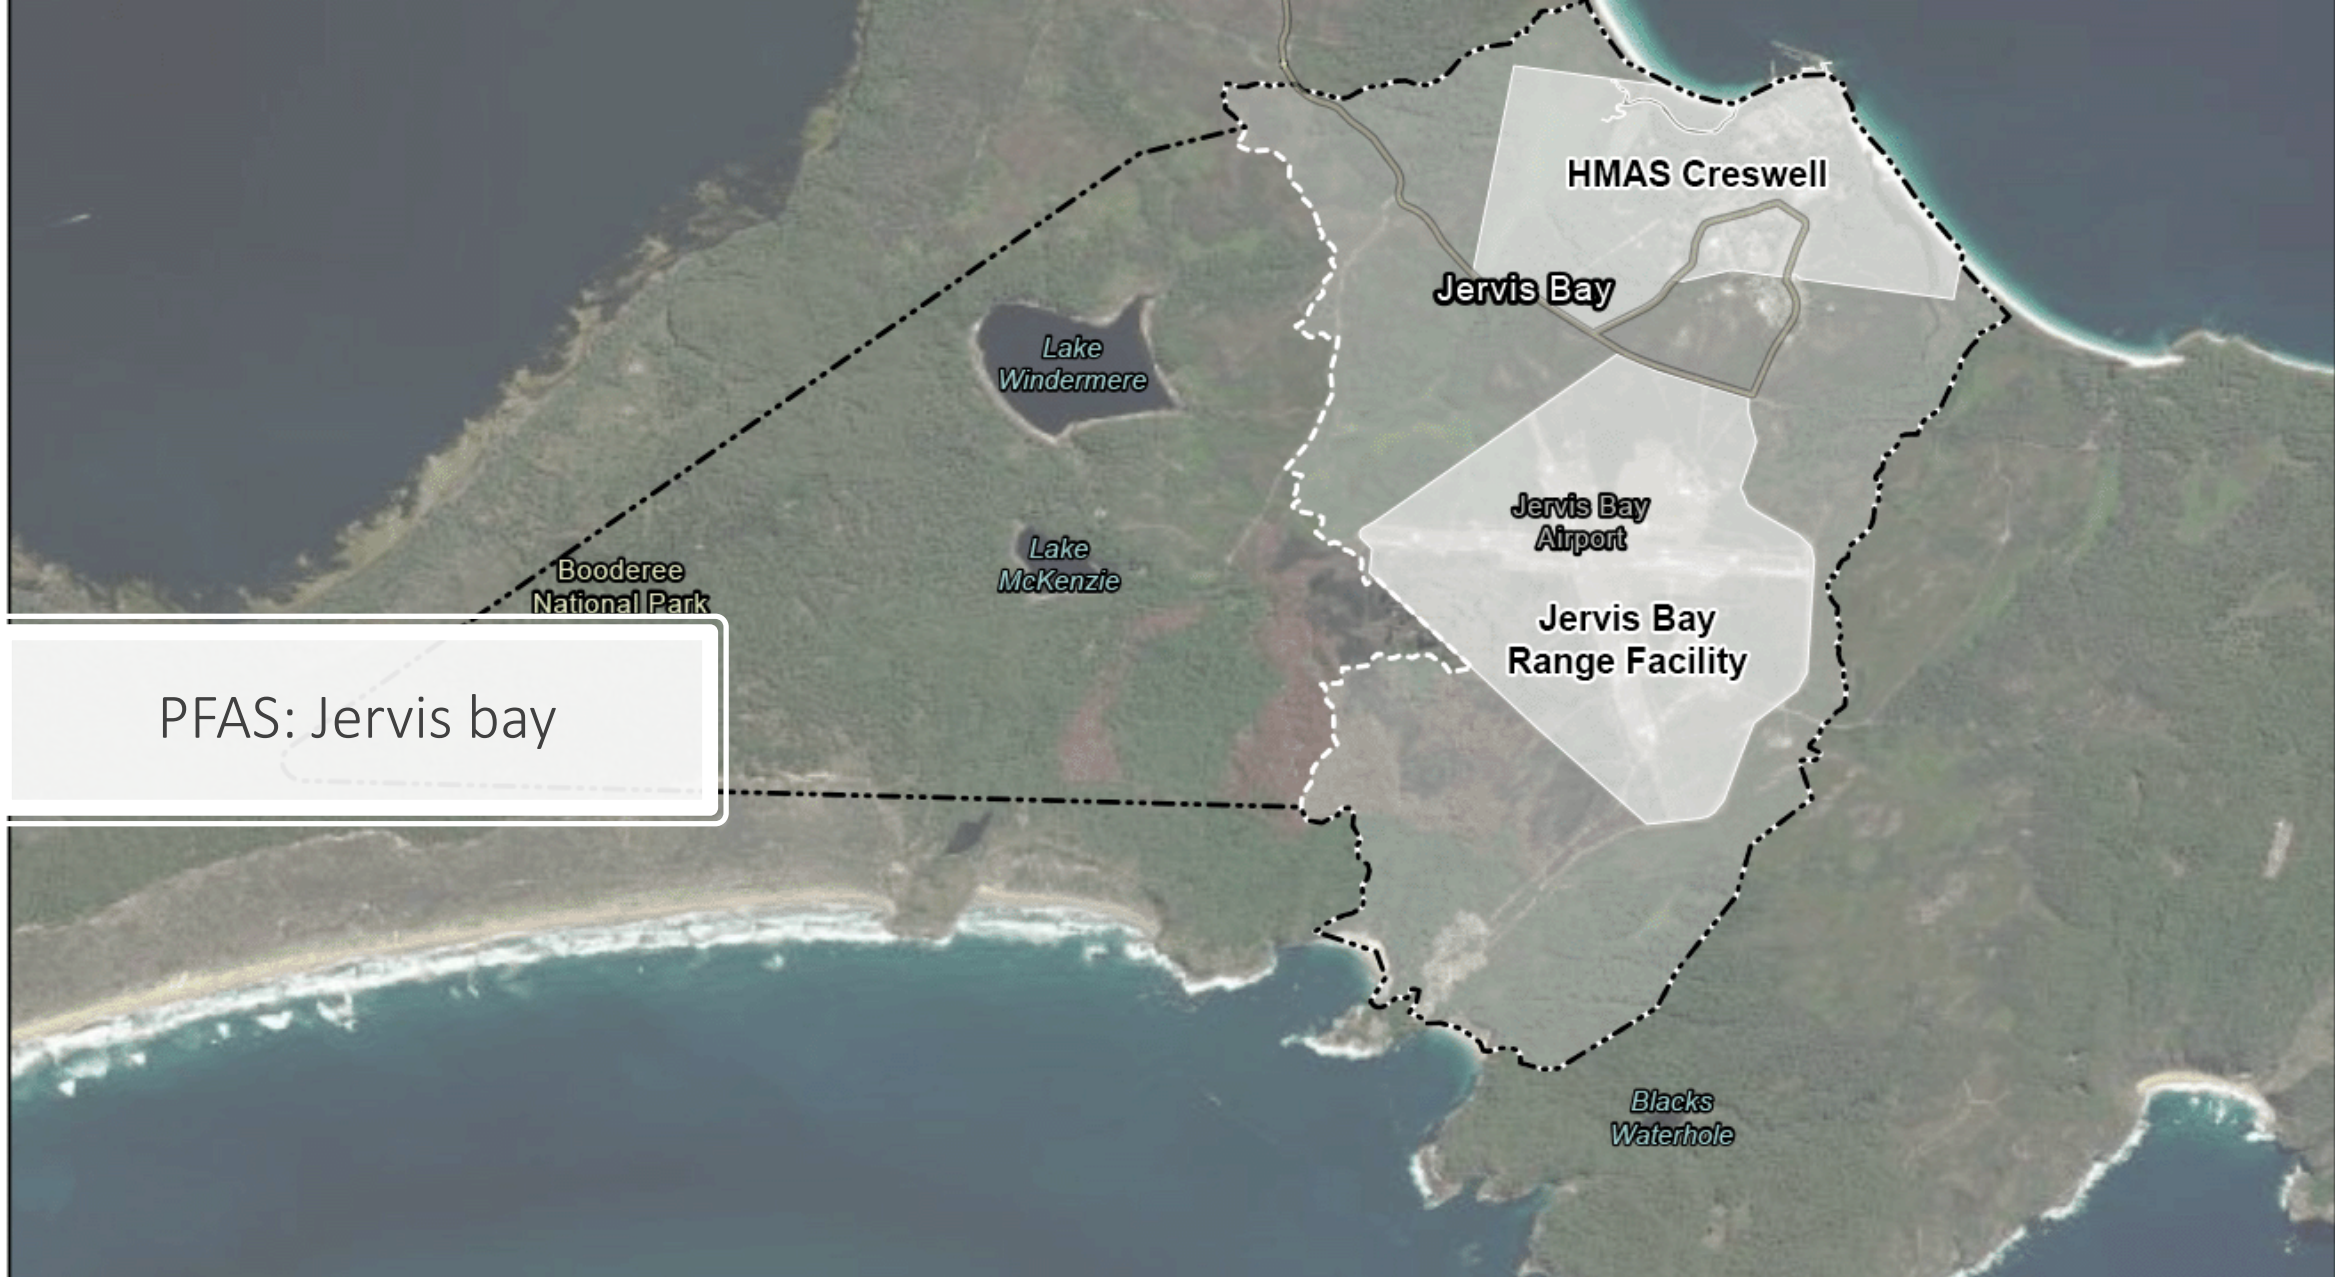 HMAS Creswell
Jervis Bay
Lake
Windermere
Jervis Bay
Airport
Lake
McKenzie
Booderee
National Park
Jervis Bay
Range Facility
PFAS: Jervis bay
Blacks
Waterhole